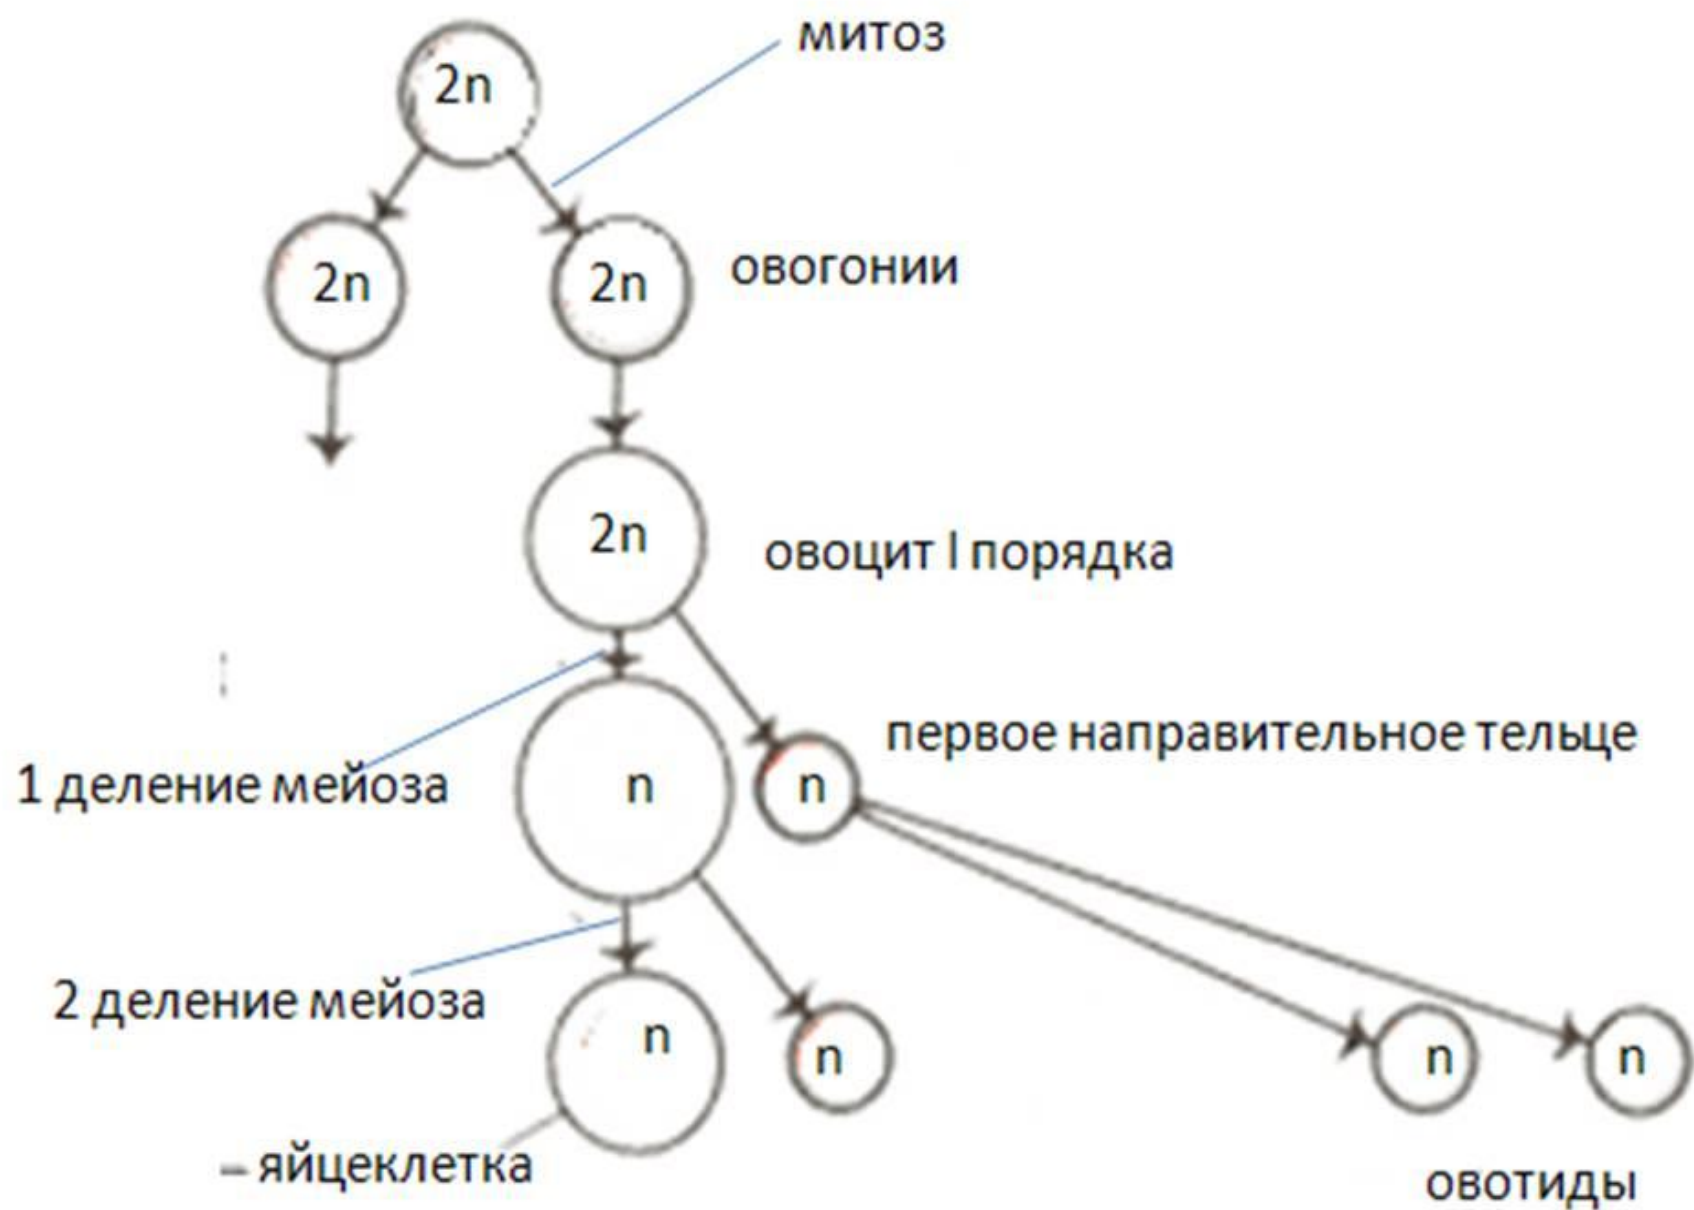 митоз
2n
2n
2n
овогонии
2n
овоцит I порядка
первое направительное тельце
1 деление мейоза
n
n
2 деление мейоза
n
n
n
n
– яйцеклетка
овотиды